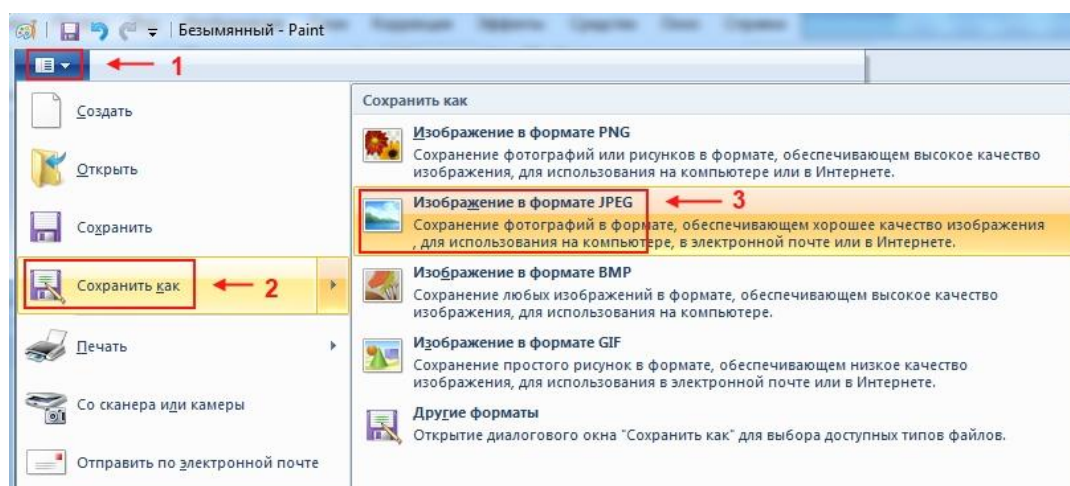 Безымянный - Paint
1
Создать
Открыть
Сохранить
Сохранить как
2
Печать
Со сканера или камеры
Отправить по электронной почте
Сохранить как
Изображение в формате PNG
Сохранение фотографий или рисунков в формате, обеспечивающем высокое качество
изображения, для использования на компьютере или в Интернете.
Изображение в формате JPEG
3
Сохранение фотографий в формате, обеспечивающем хорошее качество изображения
, для использования на компьютере, в электронной почте или в Интернете.
Изображение в формате BMP
Сохранение любых изображений в формате, обеспечивающем высокое качество
изображения, для использования на компьютере.
Изображение в формате GIF
Сохранение простого рисунок в формате, обеспечивающем низкое качество
изображения, для использования в электронной почте или в Интернете.
Другие форматы
Открытие диалогового окна "Сохранить как" для выбора доступных типов файлов.